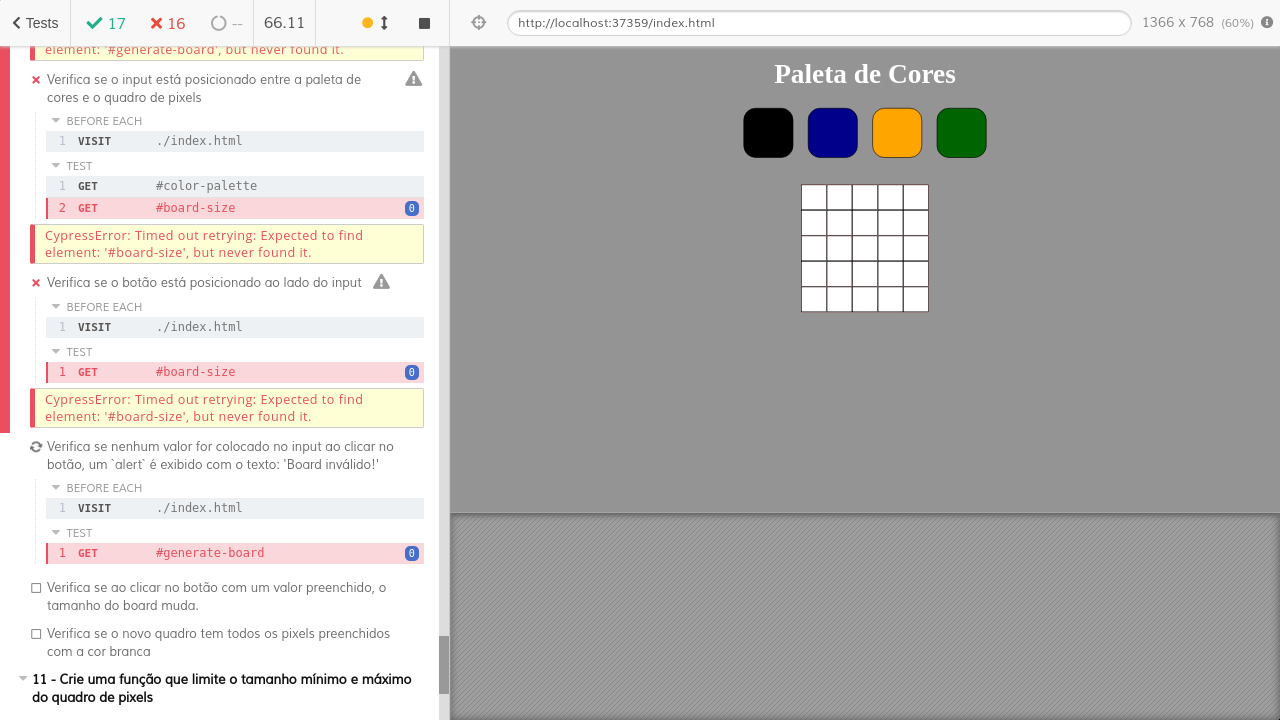 Tests
17
16
--
66.11
http://localhost:37359/index.html
1366 x 768 (60%)
element: '#generate-board', but never found it.
Verifica se o input está posicionado entre a paleta de
cores e o quadro de pixels
BEFORE EACH
1 VISIT ./index.html
TEST
1 GET #color-palette
2 GET #board-size 0
CypressError: Timed out retrying: Expected to find
element: '#board-size', but never found it.
Verifica se o botão está posicionado ao lado do input
BEFORE EACH
1 VISIT ./index.html
TEST
1 GET #board-size 0
CypressError: Timed out retrying: Expected to find
element: '#board-size', but never found it.
Verifica se nenhum valor for colocado no input ao clicar no
botão, um `alert` é exibido com o texto: 'Board inválido!'
BEFORE EACH
1 VISIT ./index.html
TEST
1 GET #generate-board 0
Verifica se ao clicar no botão com um valor preenchido, o
tamanho do board muda.
Verifica se o novo quadro tem todos os pixels preenchidos
com a cor branca
11 - Crie uma função que limite o tamanho mínimo e máximo
do quadro de pixels
Paleta de Cores